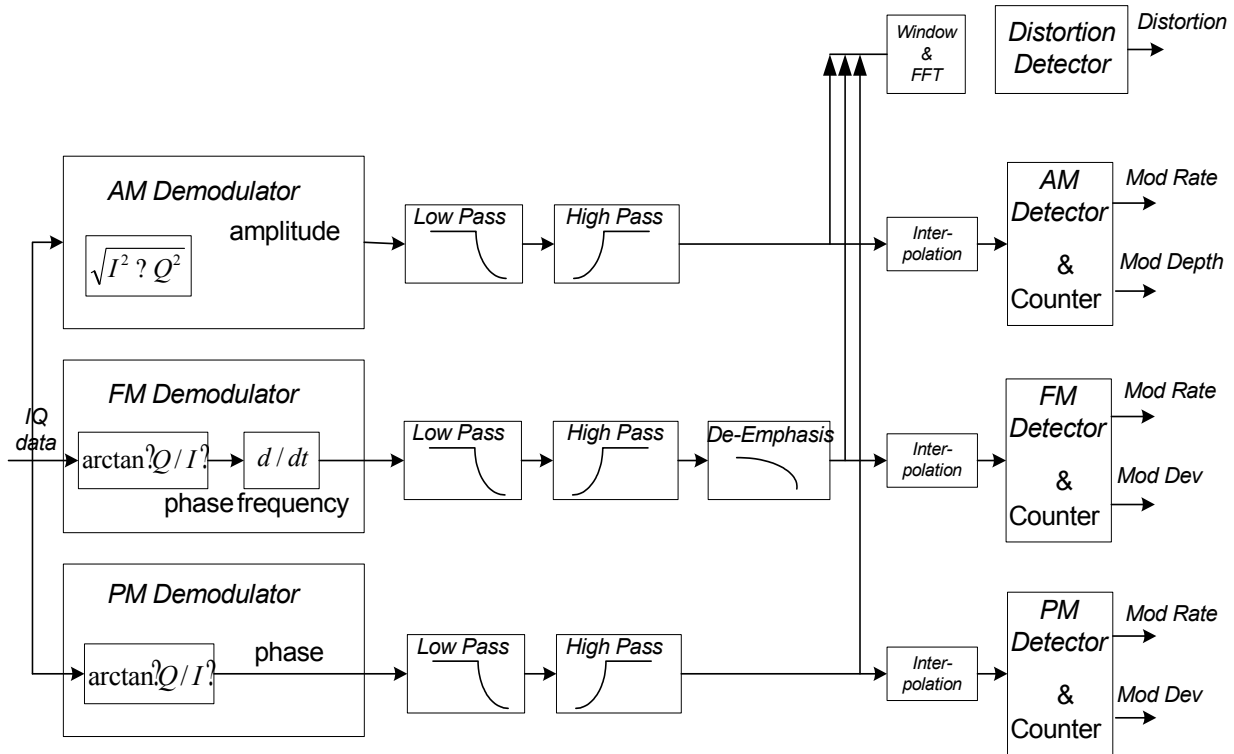 Window
&
FFT
Distortion
Detector
Distortion
AM Demodulator
amplitude
√I² ? Q²
Low Pass
High Pass
Inter-
polation
AM
Detector
&
Counter
Mod Rate
Mod Depth
IQ
data
FM Demodulator
arctan?Q/I?
d/dt
phase frequency
Low Pass
High Pass
De-Emphasis
Inter-
polation
FM
Detector
&
Counter
Mod Rate
Mod Dev
PM Demodulator
arctan?Q/I?
phase
Low Pass
High Pass
Inter-
polation
PM
Detector
&
Counter
Mod Rate
Mod Dev